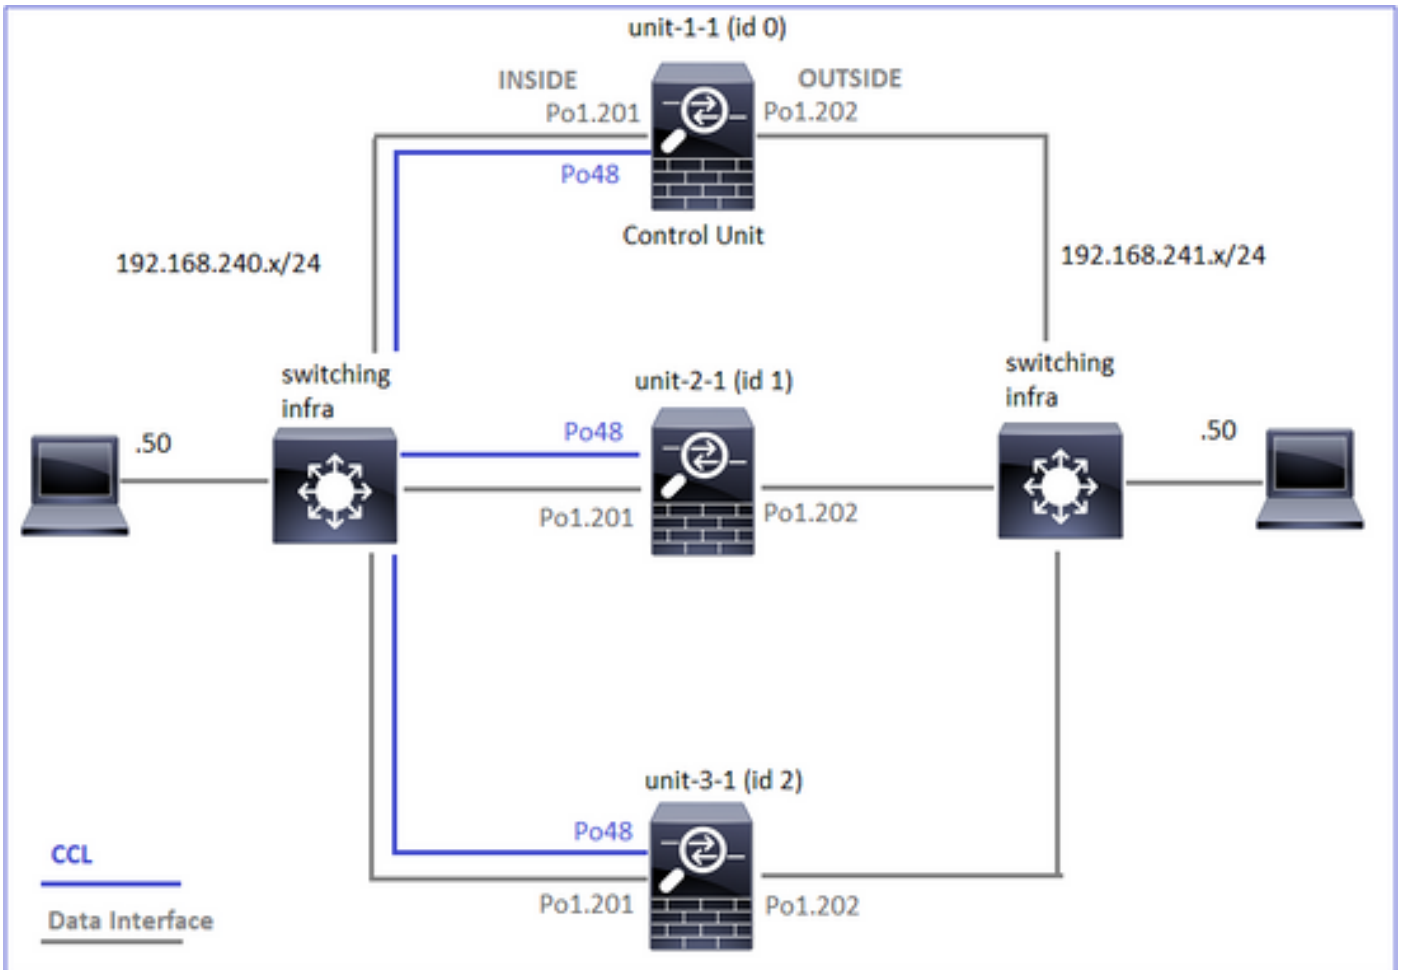 unit-1-1 (id 0)
INSIDE
OUTSIDE
Po1.201
Po1.202
Po48
Control Unit
192.168.240.x/24
192.168.241.x/24
switching
infra
unit-2-1 (id 1)
switching
infra
.50
Po48
.50
Po1.201
Po1.202
unit-3-1 (id 2)
Po48
CCL
Po1.201
Po1.202
Data Interface